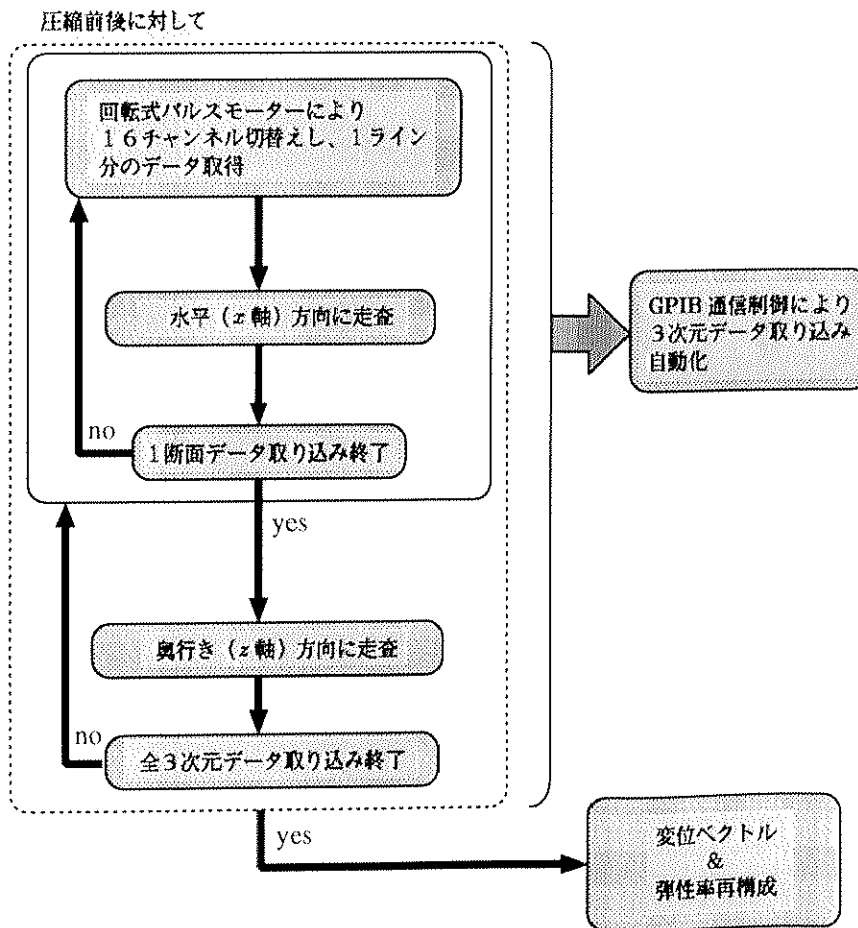 圧縮前後に対して
回転式パルスモーターにより
１６チャンネル切替えし、１ライン
分のデータ取得
水平（x 軸）方向に走査
no
１断面データ取り込み終了
yes
奥行き（z 軸）方向に走査
no
全３次元データ取り込み終了
yes
GPIB 通信制御により
３次元データ取り込み
自動化
変位ベクトル
&
弾性率再構成